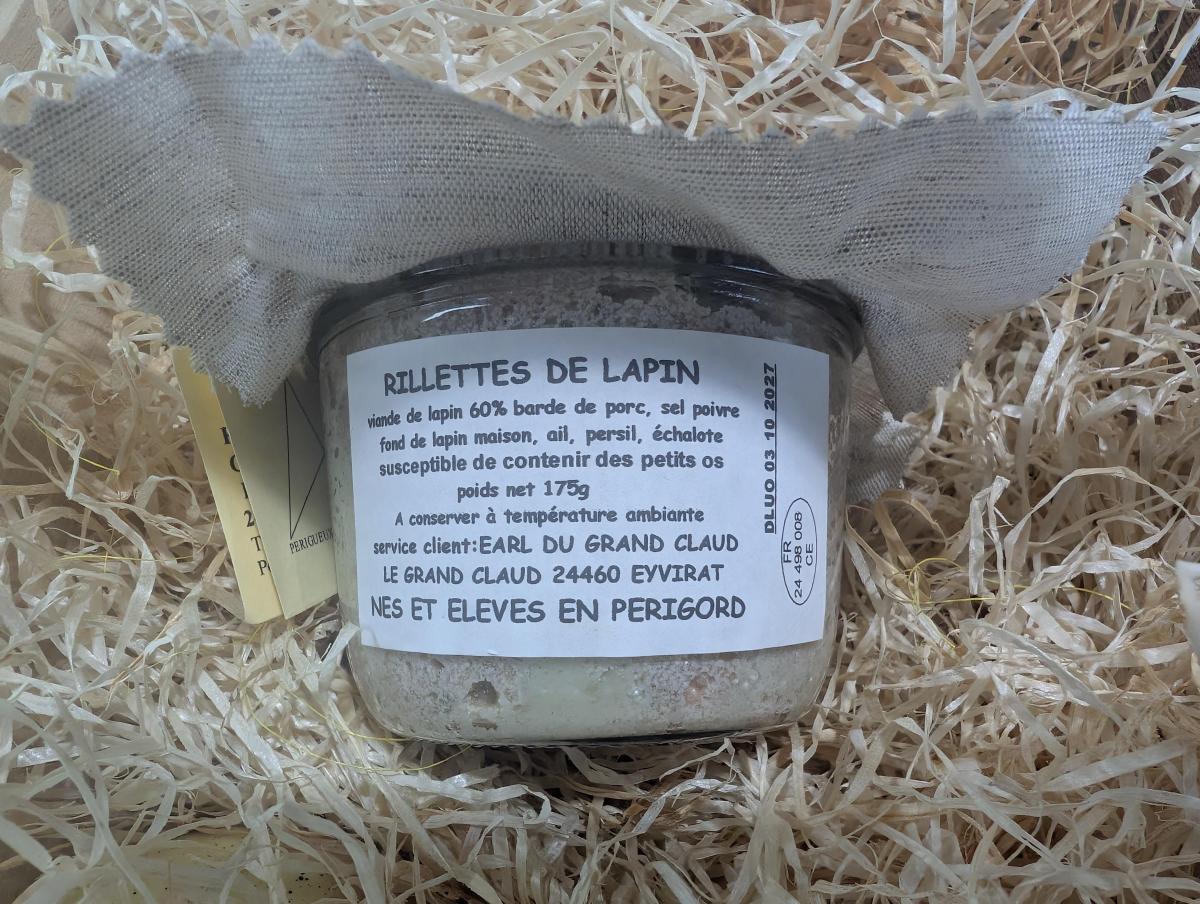 RILLETTES DE LAPIN
viande de lapin 60% barde de porc, sel poivre
fond de lapin maison, ail, persil, échalote
susceptible de contenir des petits os
poids net 175g
A conserver à température ambiante
service client:EARL DU GRAND CLAUD
LE GRAND CLAUD 24460 EYVIRAT
NES ET ELEVES EN PERIGORD
DLUO 03 10 2027
FR
24 498 008
CE
PERIGUEUX